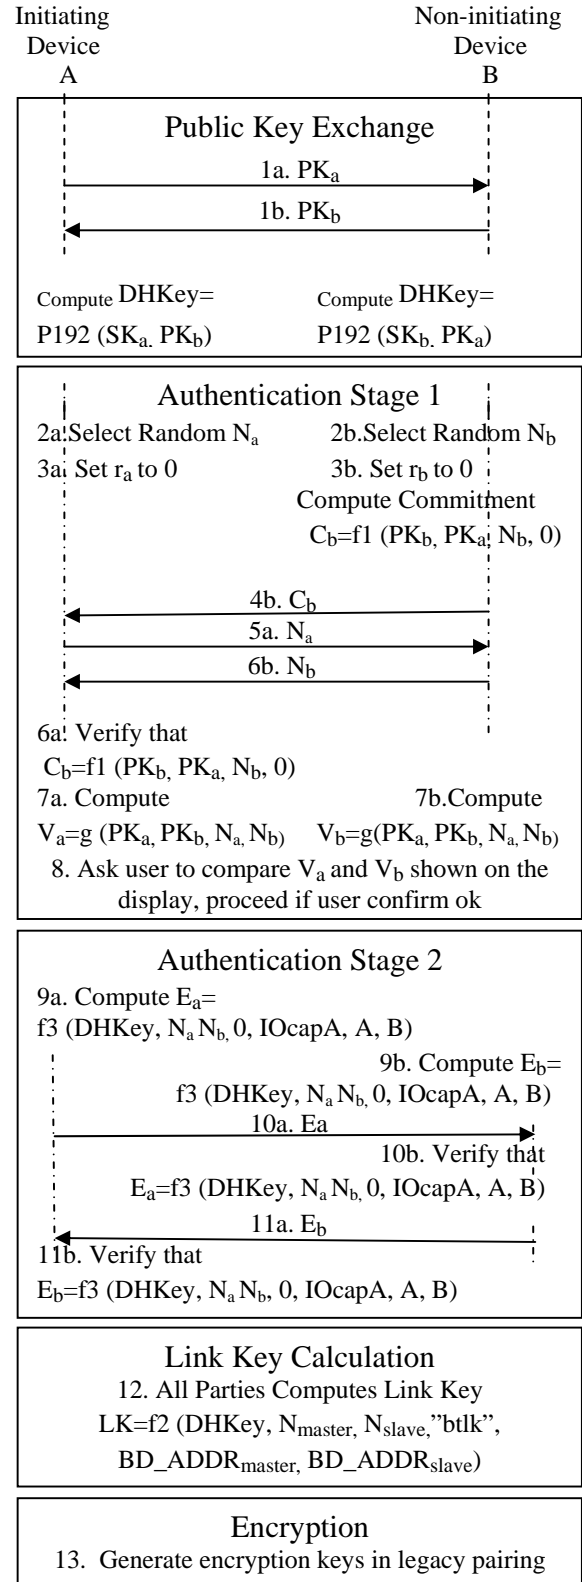 Initiating Device A
Non-initiating Device B
Public Key Exchange
1a. PKa
1b. PKb
Compute DHKey=
P192 (SKa, PKb)
Compute DHKey=
P192 (SKb, PKa)
Authentication Stage 1
2a.Select Random Na
2b.Select Random Nb
3a. Set ra to 0
3b. Set rb to 0
Compute Commitment
Cb=f1 (PKb, PKa, Nb, 0)
4b. Cb
5a. Na
6b. Nb
6a. Verify that
Cb=f1 (PKb, PKa, Nb, 0)
7a. Compute
7b.Compute
Va=g (PKa, PKb, Na, Nb)
Vb=g(PKa, PKb, Na, Nb)
8. Ask user to compare Va and Vb shown on the
display, proceed if user confirm ok
Authentication Stage 2
9a. Compute Ea=
f3 (DHKey, Na Nb, 0, IOcapA, A, B)
9b. Compute Eb=
f3 (DHKey, Na Nb, 0, IOcapA, A, B)
10a. Ea
10b. Verify that
Ea=f3 (DHKey, Na Nb, 0, IOcapA, A, B)
11a. Eb
11b. Verify that
Eb=f3 (DHKey, Na Nb, 0, IOcapA, A, B)
Link Key Calculation
12. All Parties Computes Link Key
LK=f2 (DHKey, Nmaster, Nslave,”btlk”,
BD_ADDRmaster, BD_ADDRslave)
Encryption
13. Generate encryption keys in legacy pairing